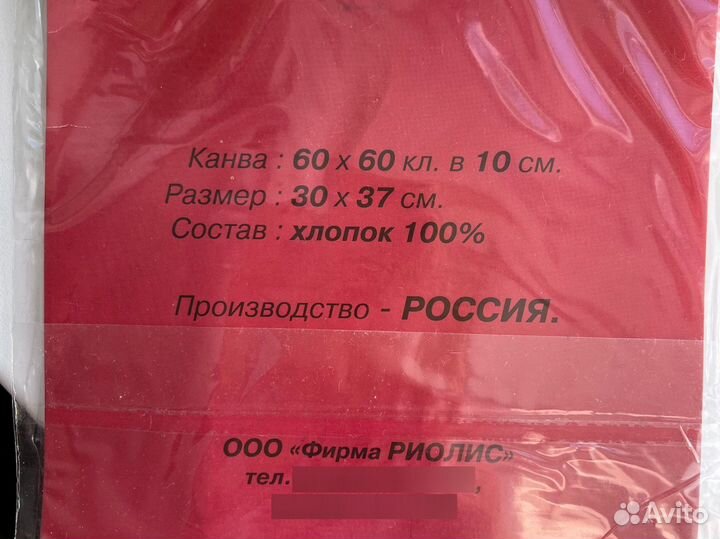 Канва : 60 х 60 кл. в 10 см.
Размер : 30 х 37 см.
Состав : хлопок 100%
Производство - РОССИЯ.
ООО «Фирма РИОЛИС»
тел. ,
Avito